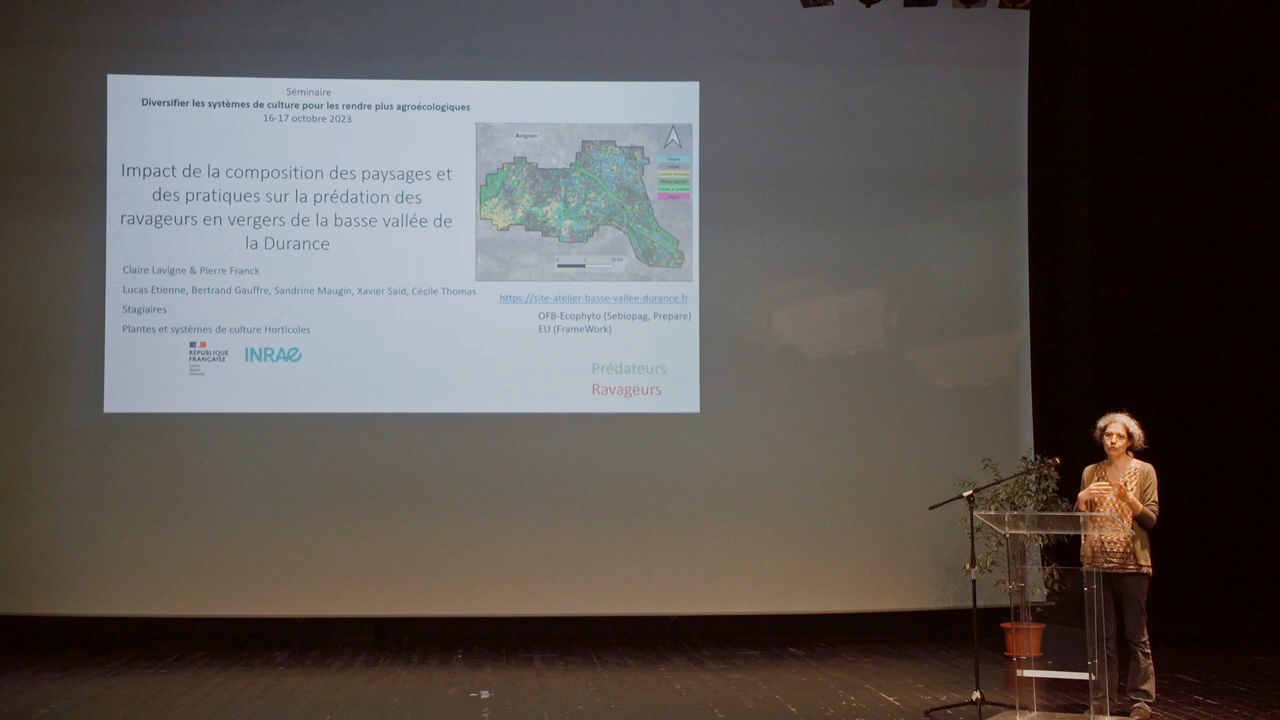 Séminaire
Diversifier les systèmes de culture pour les rendre plus agroécologiques
16-17 octobre 2023
Impact de la composition des paysages et
des pratiques sur la prédation des
ravageurs en vergers de la basse vallée de
la Durance
Claire Lavigne & Pierre Franck
Lucas Etienne, Bertrand Gauffre, Sandrine Maugin, Xavier Said, Cécile Thomas
Stagiaires
Plantes et systèmes de culture Horticoles
RÉPUBLIQUE
FRANÇAISE
INRAE
Avignon
https://site-atelier-basse-vallee-durance.fr
OFB-Ecophyto (Sebiopag, Prepare)
EU (FrameWork)
Prédateurs
Ravageurs